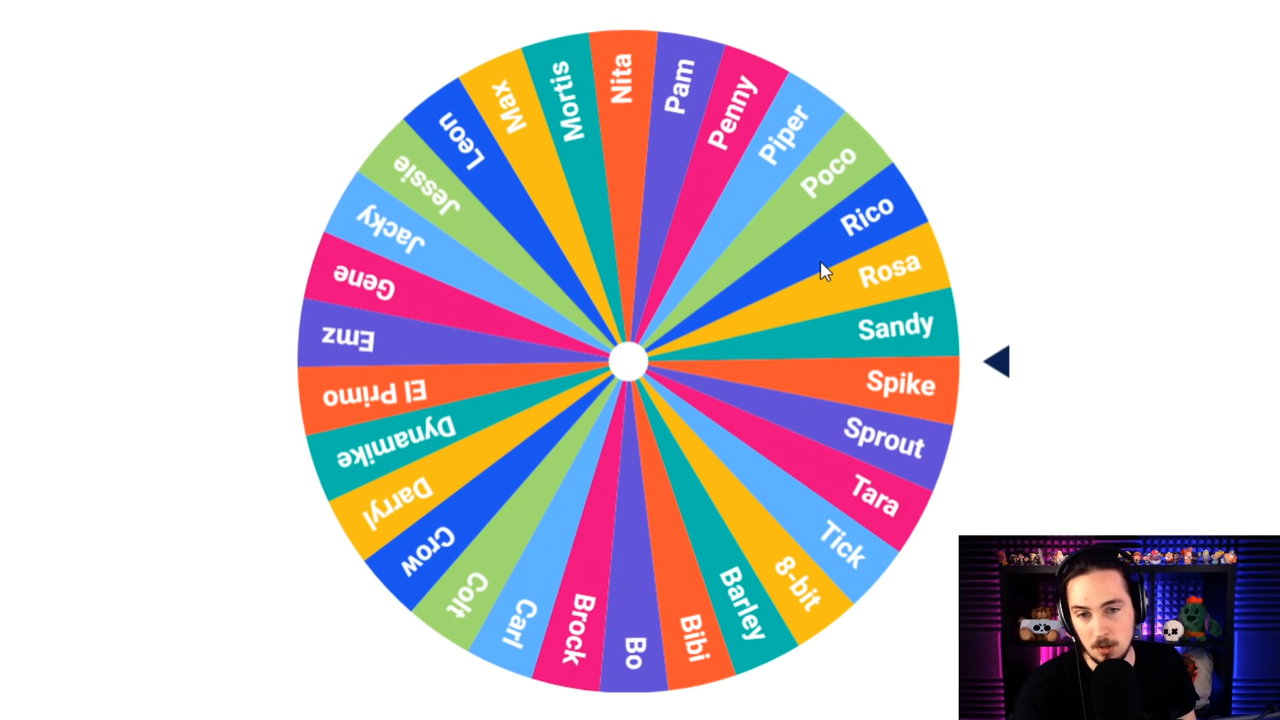 Nita
Pam
Penny
Piper
Poco
Rico
Rosa
Sandy
Spike
Sprout
Tara
Tick
8-bit
Barley
Bibi
Bo
Brock
Carl
Colt
Crow
Darryl
Dynamike
El Primo
Emz
Gene
Jacky
Jessie
Leon
Max
Mortis